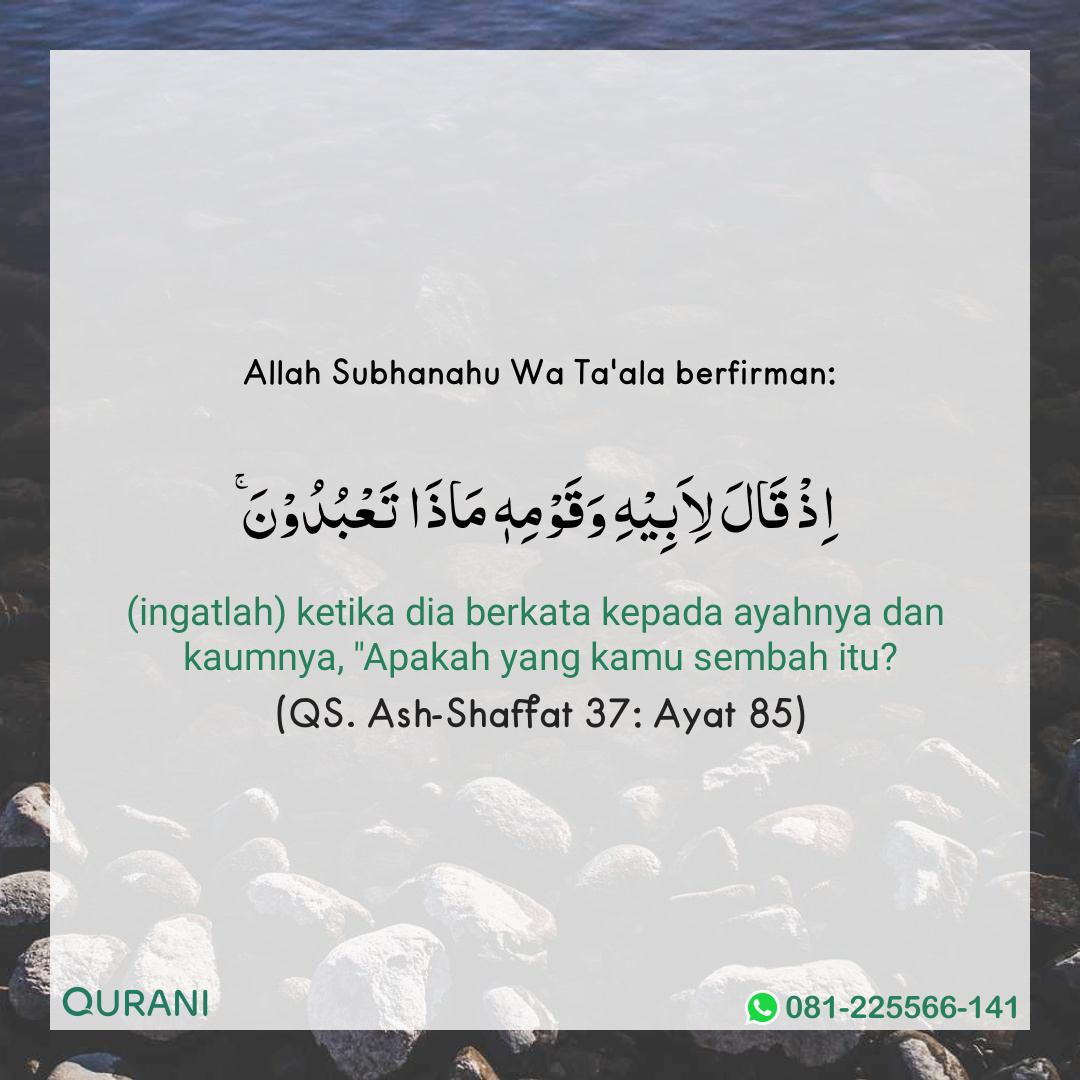 Allah Subhanahu Wa Ta'ala berfirman:
اِذْ قَالَ لِاَبِيْهِ وَقَوْمِهٖ مَاذَا تَعْبُدُوْنَ ۚ
(ingatlah) ketika dia berkata kepada ayahnya dan
kaumnya, "Apakah yang kamu sembah itu?
(QS. Ash-Shaffat 37: Ayat 85)
QURANI
081-225566-141